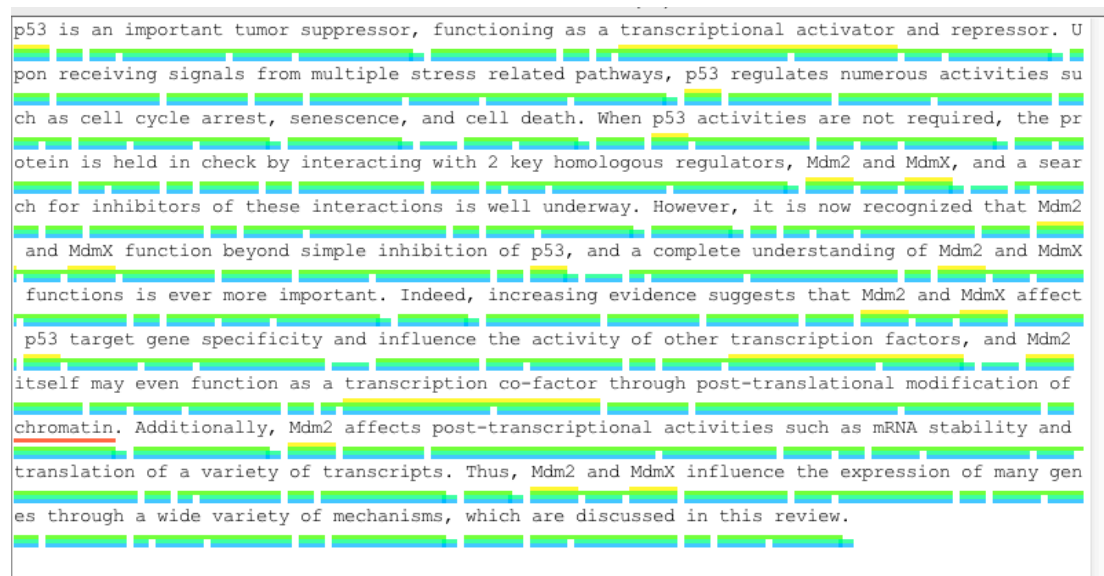 p53 is an important tumor suppressor, functioning as a transcriptional activator and repressor. U
pon receiving signals from multiple stress related pathways, p53 regulates numerous activities su
ch as cell cycle arrest, senescence, and cell death. When p53 activities are not required, the pr
otein is held in check by interacting with 2 key homologous regulators, Mdm2 and MdmX, and a sear
ch for inhibitors of these interactions is well underway. However, it is now recognized that Mdm2
and MdmX function beyond simple inhibition of p53, and a complete understanding of Mdm2 and MdmX
functions is ever more important. Indeed, increasing evidence suggests that Mdm2 and MdmX affect
p53 target gene specificity and influence the activity of other transcription factors, and Mdm2
itself may even function as a transcription co-factor through post-translational modification of
chromatin. Additionally, Mdm2 affects post-transcriptional activities such as mRNA stability and
translation of a variety of transcripts. Thus, Mdm2 and MdmX influence the expression of many gen
es through a wide variety of mechanisms, which are discussed in this review.